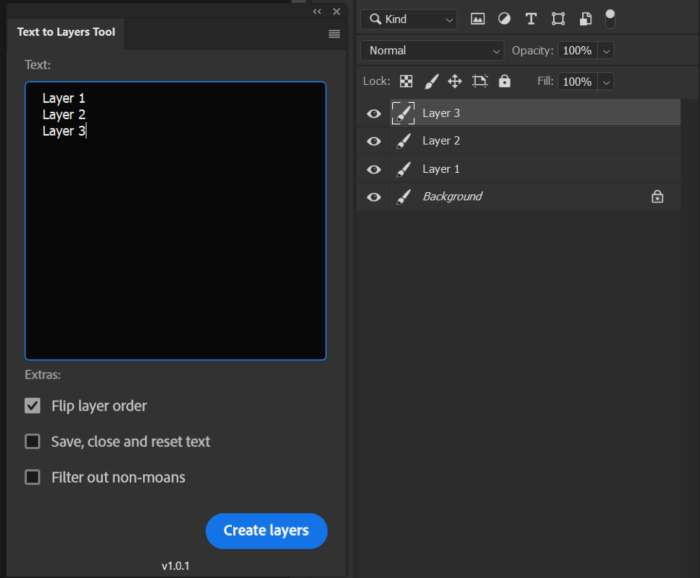 Text to Layers Tool
Text:
Layer 1
Layer 2
Layer 3
Extras:
Flip layer order
Save, close and reset text
Filter out non-moans
Create layers
v1.0.1
Kind
Normal
Opacity: 100%
Lock:
Fill: 100%
Layer 3
Layer 2
Layer 1
Background